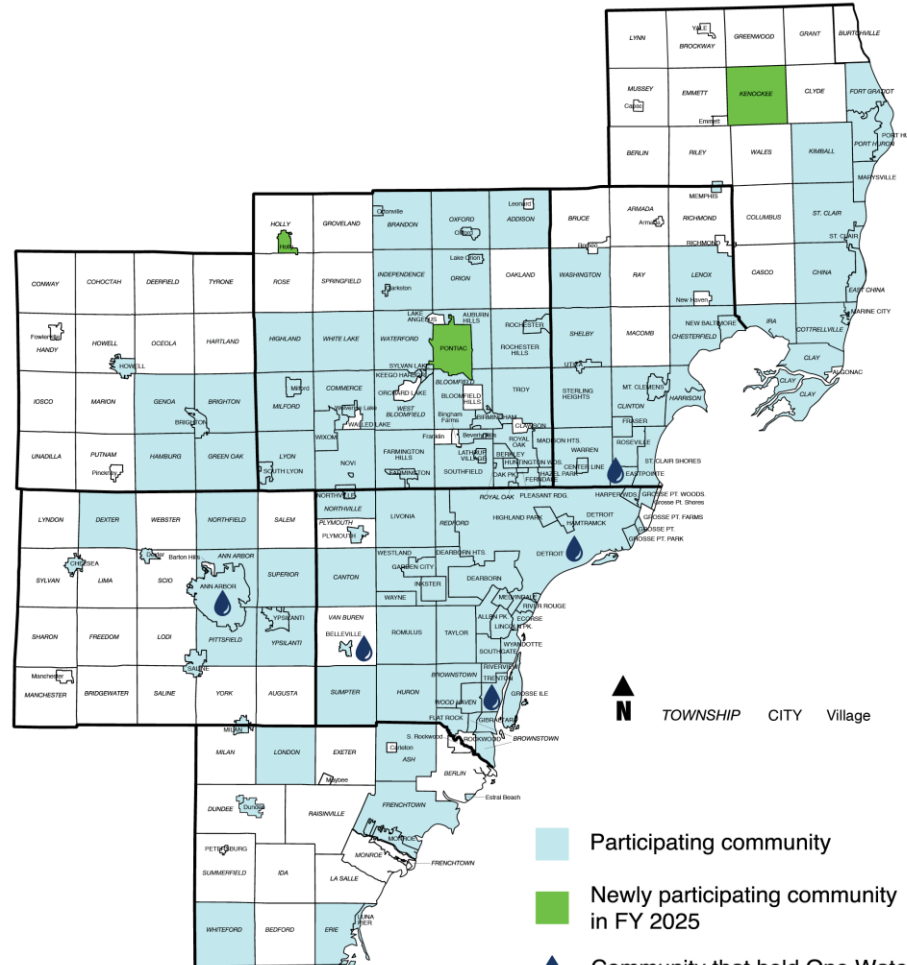 LYNN
YALE
BROCKWAY
GREENWOOD
GRANT
BURTCHVILLE
MUSSEY
Capac
EMMETT
Emmett
KENOCKEE
CLYDE
FORT GRATIOT
PORT HU
PORT HURON
BERLIN
RILEY
WALES
KIMBALL
MARYSVILLE
MEMPHIS
COLUMBUS
ST. CLAIR
ST. CLAIR
CASCO
CHINA
EAST CHINA
MARINE CITY
IRA
COTTRELLVILLE
CLAY
ALGONAC
CLAY
CLAY
HOLLY
Holly
GROVELAND
Ortonville
BRANDON
OXFORD
Oxford
Leonard
ADDISON
BRUCE
Romeo
ARMADA
Armada
RICHMOND
RICHMOND
ROSE
SPRINGFIELD
INDEPENDENCE
Clarkston
Lake Orion
ORION
OAKLAND
WASHINGTON
RAY
LENOX
New Haven
CONWAY
COHOCTAH
DEERFIELD
TYRONE
Fowlerville
HANDY
HOWELL
HOWELL
OCEOLA
HARTLAND
HIGHLAND
WHITE LAKE
WATERFORD
LAKE ANGELUS
AUBURN HILLS
PONTIAC
ROCHESTER
ROCHESTER HILLS
SHELBY
UTICA
MACOMB
NEW BALTIMORE
CHESTERFIELD
IOSCO
MARION
GENOA
BRIGHTON
BRIGHTON
Milford
MILFORD
COMMERCE
Wolverine Lake
WALLED LAKE
WIXOM
SYLVAN LAKE
KEEGO HARBOR
ORCHARD LAKE
WEST BLOOMFIELD
BLOOMFIELD
BLOOMFIELD HILLS
Bingham Farms
BIRMINGHAM
TROY
CLAWSON
STERLING HEIGHTS
MT. CLEMENS
CLINTON
HARRISON
FRASER
ROSEVILLE
UNADILLA
PUTNAM
Pinckney
HAMBURG
GREEN OAK
LYON
SOUTH LYON
NOVI
FARMINGTON HILLS
FARMINGTON
Franklin
Beverly Hills
LATHRUP VILLAGE
SOUTHFIELD
ROYAL OAK
BERKLEY
HUNTINGTON WDS.
OAK PK.
FERNDALE
HAZEL PARK
MADISON HTS.
WARREN
CENTER LINE
ST. CLAIR SHORES
EASTPOINTE
NORTHVILLE
NORTHVILLE
LYNDON
DEXTER
WEBSTER
NORTHFIELD
SALEM
PLYMOUTH
PLYMOUTH
LIVONIA
REDFORD
ROYAL OAK
PLEASANT RDG.
HIGHLAND PARK
DETROIT
HAMTRAMCK
DETROIT
HARPER WDS.
GROSSE PT. WOODS
Grosse Pt. Shores
GROSSE PT. FARMS
GROSSE PT.
GROSSE PT. PARK
CHELSEA
SYLVAN
LIMA
Dexter
SCIO
Barton Hills
ANN ARBOR
ANN ARBOR
SUPERIOR
CANTON
WESTLAND
GARDEN CITY
DEARBORN HTS.
INKSTER
WAYNE
DEARBORN
MELVINDALE
RIVER ROUGE
ALLEN PK.
ECORSE
LINCOLN PK.
WYANDOTTE
SOUTHGATE
SHARON
FREEDOM
LODI
PITTSFIELD
YPSILANTI
YPSILANTI
VAN BUREN
BELLEVILLE
ROMULUS
TAYLOR
RIVERVIEW
TRENTON
BROWNSTOWN
WOOD HAVEN
GROSSE ILE
Manchester
MANCHESTER
BRIDGEWATER
SALINE
SALINE
YORK
AUGUSTA
SUMPTER
HURON
FLAT ROCK
GIBRALTAR
ROCKWOOD
S. Rockwood
BROWNSTOWN
MILAN
MILAN
LONDON
EXETER
Maybee
Carleton
ASH
BERLIN
Estral Beach
DUNDEE
Dundee
RAISINVILLE
FRENCHTOWN
MONROE
MONROE
FRENCHTOWN
PETERSBURG
SUMMERFIELD
IDA
LA SALLE
WHITEFORD
BEDFORD
ERIE
LUNA PIER
N TOWNSHIP CITY Village
Participating community
Newly participating community
in FY 2025